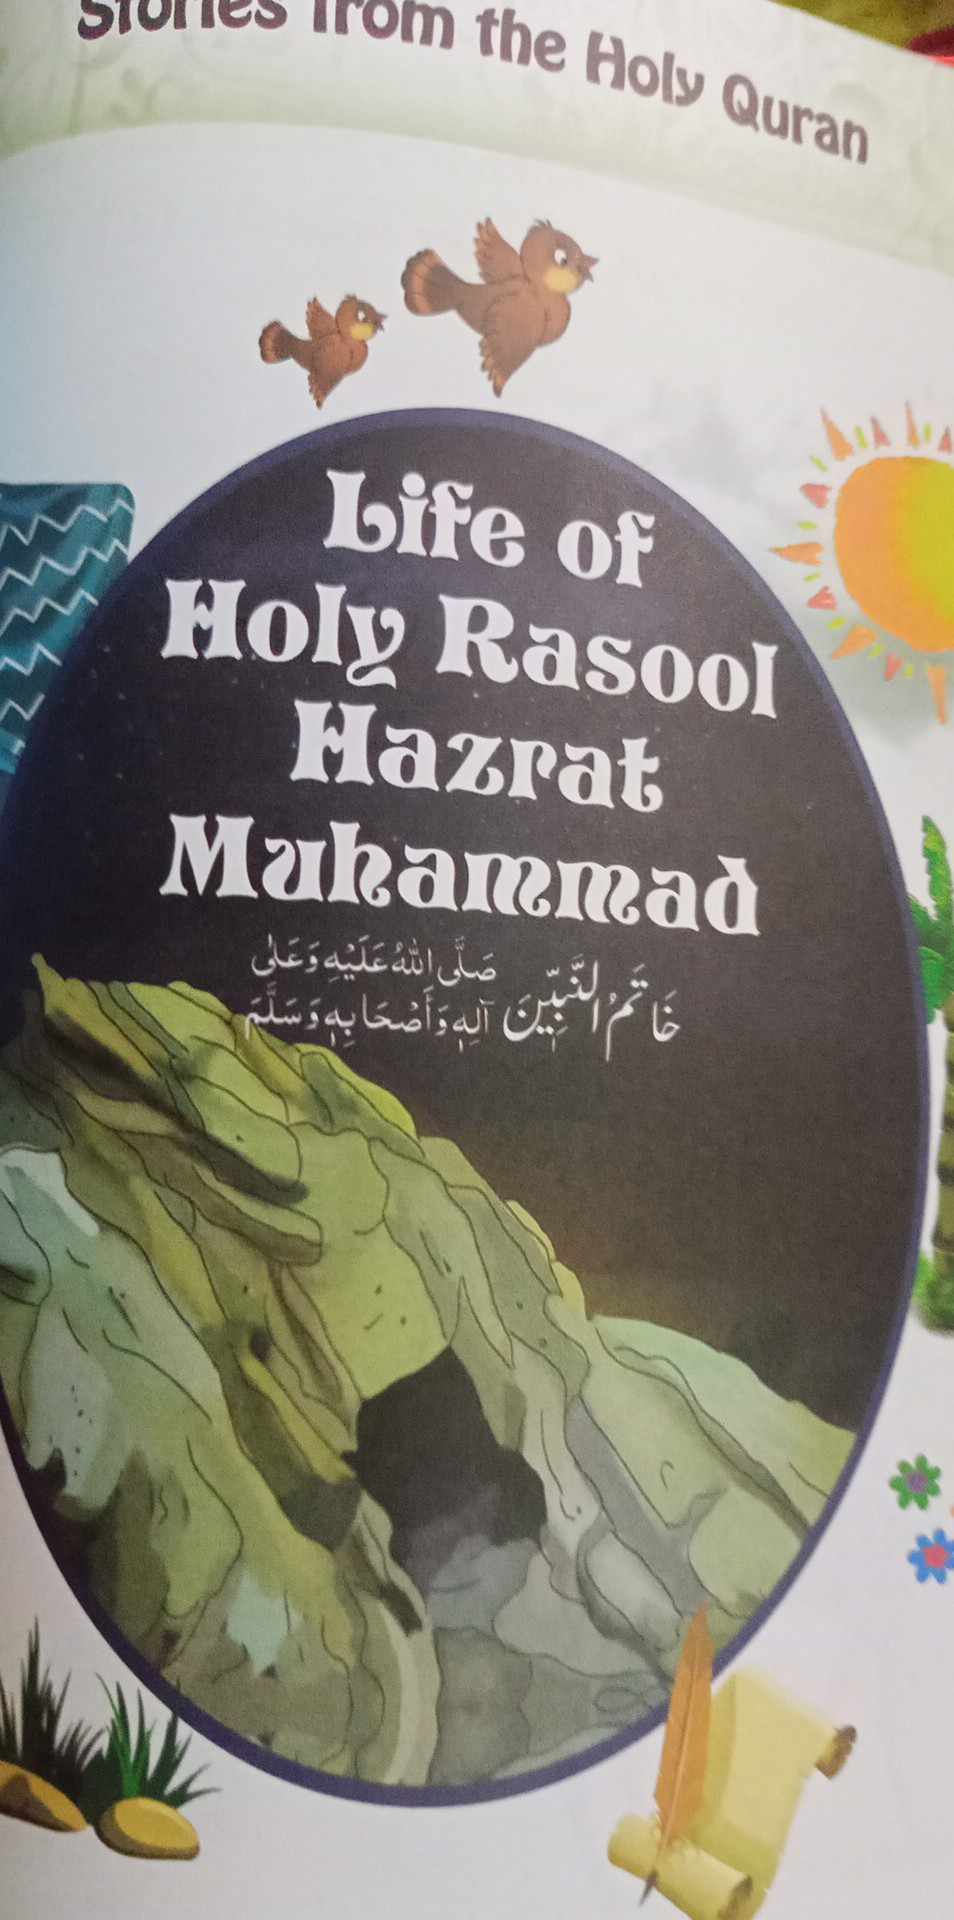 Stories from the Holy Quran
Life of
Holy Rasool
Hazrat
Muhammad
خَاتَمُ النَّبِیّٖنَ صَلَّی اللّٰہُ عَلَیْہِ وَعَلٰی
آلِہٖ وَأَصْحَابِہٖ وَسَلَّمَ